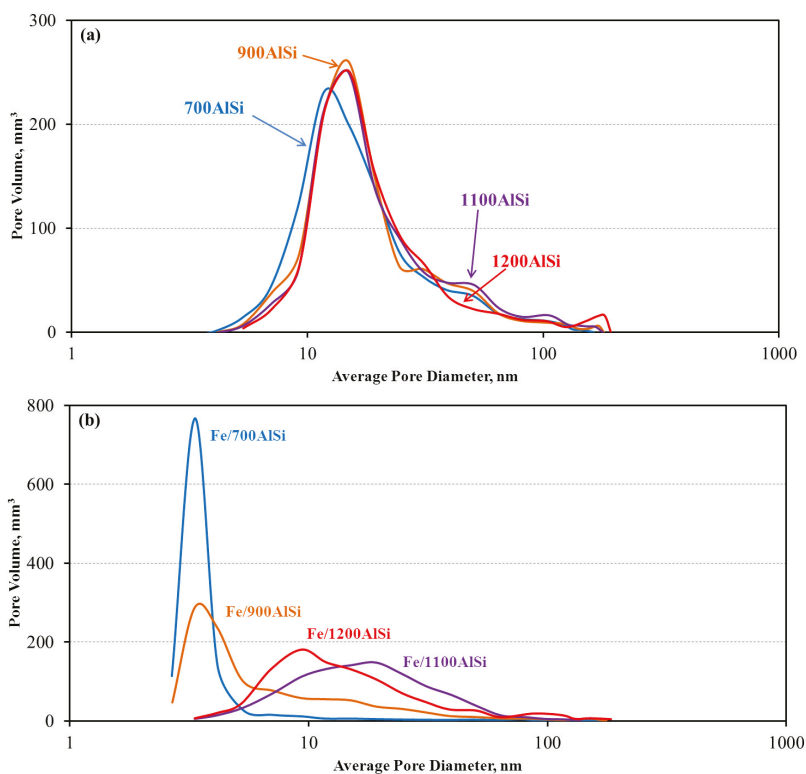 (a)
300
200
100
0
Pore Volume, mm³
900AlSi
700AlSi
1100AlSi
1200AlSi
1
10
100
1000
Average Pore Diameter, nm
(b)
800
600
400
200
0
Pore Volume, mm³
Fe/700AlSi
Fe/900AlSi
Fe/1200AlSi
Fe/1100AlSi
1
10
100
1000
Average Pore Diameter, nm